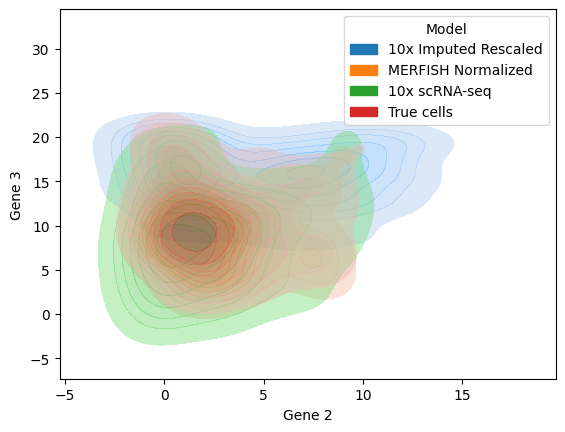 Model
10x Imputed Rescaled
MERFISH Normalized
10x scRNA-seq
True cells
30
25
20
15
10
5
0
−5
Gene 3
−5
0
5
10
15
Gene 2